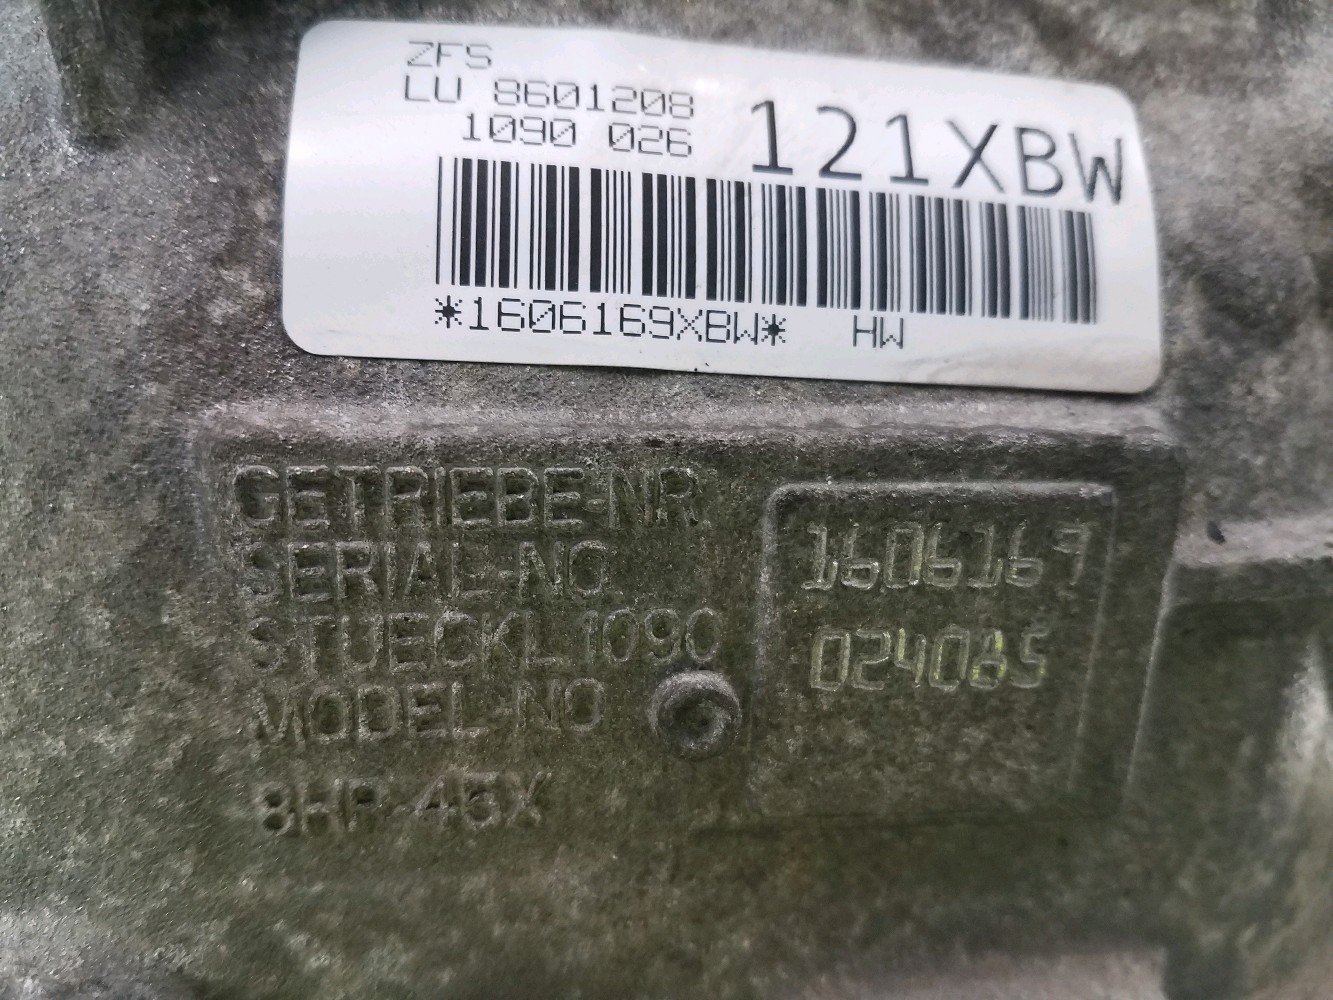 ZFS
LU 8601208
1090 026
121XBW
*1606169XBW* HW
GETRIEBE-NR.
SERIAL-NO. 1606169
STUECKL.1090 024085
MODEL-NO
8HP-45X